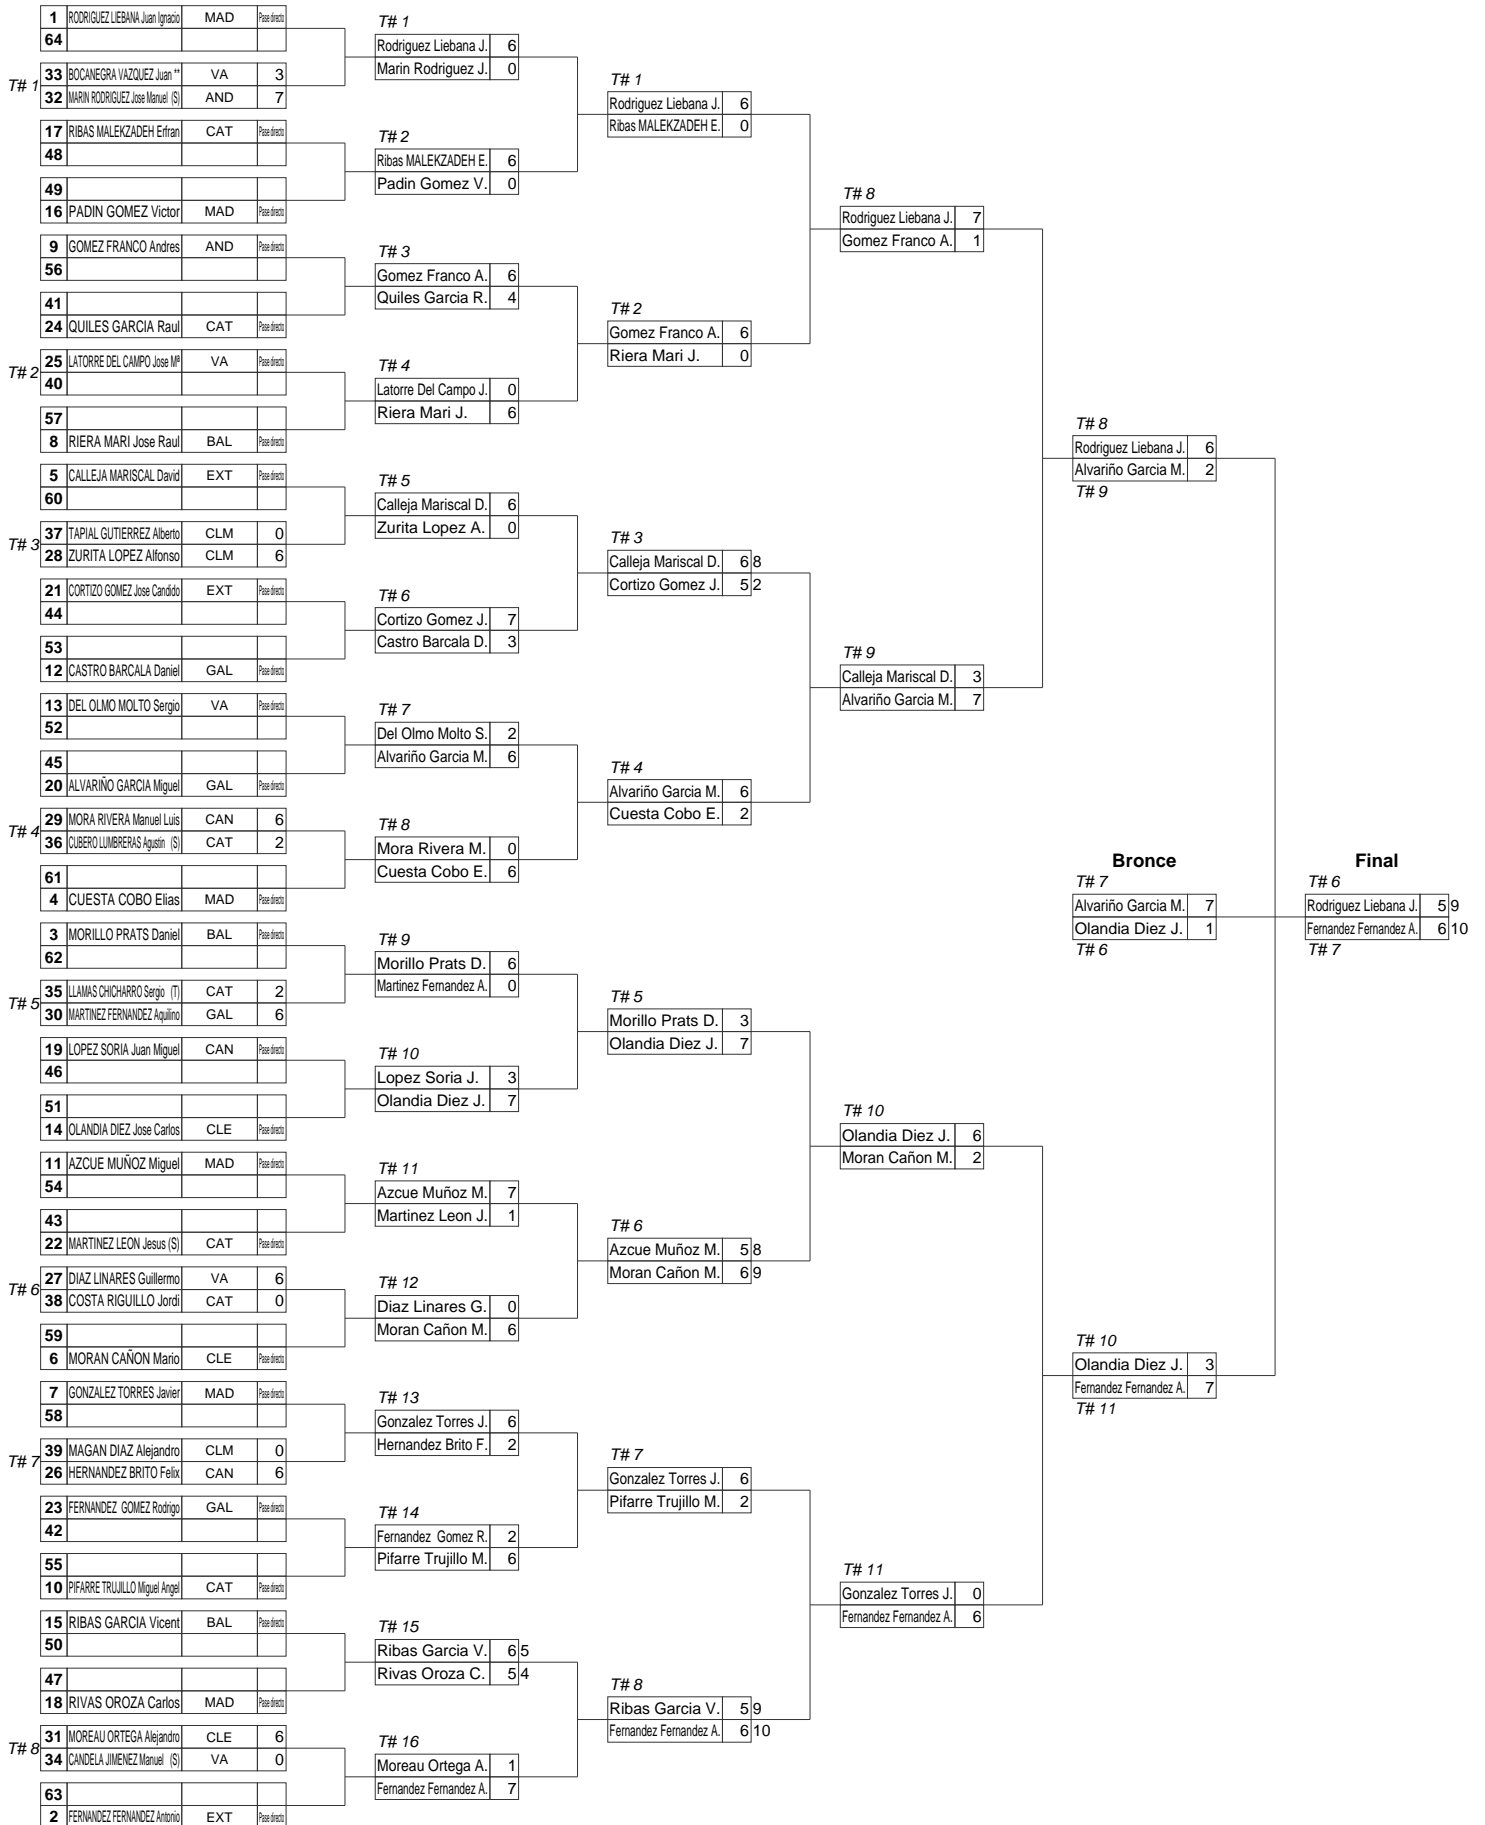 1 RODRIGUEZ LIEBANA Juan Ignacio MAD Pase directo
64
T# 1
33 BOCANEGRA VAZQUEZ Juan ** VA 3
32 MARIN RODRIGUEZ Jose Manuel (S) AND 7
17 RIBAS MALEKZADEH Erfran CAT Pase directo
48
49
16 PADIN GOMEZ Victor MAD Pase directo
9 GOMEZ FRANCO Andres AND Pase directo
56
41
24 QUILES GARCIA Raul CAT Pase directo
T# 2
25 LATORRE DEL CAMPO Jose Mª VA Pase directo
40
57
8 RIERA MARI Jose Raul BAL Pase directo
5 CALLEJA MARISCAL David EXT Pase directo
60
T# 3
37 TAPIAL GUTIERREZ Alberto CLM 0
28 ZURITA LOPEZ Alfonso CLM 6
21 CORTIZO GOMEZ Jose Candido EXT Pase directo
44
53
12 CASTRO BARCALA Daniel GAL Pase directo
13 DEL OLMO MOLTO Sergio VA Pase directo
52
45
20 ALVARIÑO GARCIA Miguel GAL Pase directo
T# 4
29 MORA RIVERA Manuel Luis CAN 6
36 CUBERO LUMBRERAS Agustin (S) CAT 2
61
4 CUESTA COBO Elias MAD Pase directo
3 MORILLO PRATS Daniel BAL Pase directo
62
T# 5
35 LLAMAS CHICHARRO Sergio (T) CAT 2
30 MARTINEZ FERNANDEZ Aquilino GAL 6
19 LOPEZ SORIA Juan Miguel CAN Pase directo
46
51
14 OLANDIA DIEZ Jose Carlos CLE Pase directo
11 AZCUE MUÑOZ Miguel MAD Pase directo
54
43
22 MARTINEZ LEON Jesus (S) CAT Pase directo
T# 6
27 DIAZ LINARES Guillermo VA 6
38 COSTA RIGUILLO Jordi CAT 0
59
6 MORAN CAÑON Mario CLE Pase directo
7 GONZALEZ TORRES Javier MAD Pase directo
58
T# 7
39 MAGAN DIAZ Alejandro CLM 0
26 HERNANDEZ BRITO Felix CAN 6
23 FERNANDEZ GOMEZ Rodrigo GAL Pase directo
42
55
10 PIFARRE TRUJILLO Miguel Angel CAT Pase directo
15 RIBAS GARCIA Vicent BAL Pase directo
50
47
18 RIVAS OROZA Carlos MAD Pase directo
T# 8
31 MOREAU ORTEGA Alejandro CLE 6
34 CANDELA JIMENEZ Manuel (S) VA 0
63
2 FERNANDEZ FERNANDEZ Antonio EXT Pase directo
T# 1
Rodriguez Liebana J. 6
Marin Rodriguez J. 0
T# 2
Ribas MALEKZADEH E. 6
Padin Gomez V. 0
T# 3
Gomez Franco A. 6
Quiles Garcia R. 4
T# 4
Latorre Del Campo J. 0
Riera Mari J. 6
T# 5
Calleja Mariscal D. 6
Zurita Lopez A. 0
T# 6
Cortizo Gomez J. 7
Castro Barcala D. 3
T# 7
Del Olmo Molto S. 2
Alvariño Garcia M. 6
T# 8
Mora Rivera M. 0
Cuesta Cobo E. 6
T# 9
Morillo Prats D. 6
Martinez Fernandez A. 0
T# 10
Lopez Soria J. 3
Olandia Diez J. 7
T# 11
Azcue Muñoz M. 7
Martinez Leon J. 1
T# 12
Diaz Linares G. 0
Moran Cañon M. 6
T# 13
Gonzalez Torres J. 6
Hernandez Brito F. 2
T# 14
Fernandez Gomez R. 2
Pifarre Trujillo M. 6
T# 15
Ribas Garcia V. 6 5
Rivas Oroza C. 5 4
T# 16
Moreau Ortega A. 1
Fernandez Fernandez A. 7
T# 1
Rodriguez Liebana J. 6
Ribas MALEKZADEH E. 0
T# 2
Gomez Franco A. 6
Riera Mari J. 0
T# 3
Calleja Mariscal D. 6 8
Cortizo Gomez J. 5 2
T# 4
Alvariño Garcia M. 6
Cuesta Cobo E. 2
T# 5
Morillo Prats D. 3
Olandia Diez J. 7
T# 6
Azcue Muñoz M. 5 8
Moran Cañon M. 6 9
T# 7
Gonzalez Torres J. 6
Pifarre Trujillo M. 2
T# 8
Ribas Garcia V. 5 9
Fernandez Fernandez A. 6 10
T# 8
Rodriguez Liebana J. 7
Gomez Franco A. 1
T# 9
Calleja Mariscal D. 3
Alvariño Garcia M. 7
T# 10
Olandia Diez J. 6
Moran Cañon M. 2
T# 11
Gonzalez Torres J. 0
Fernandez Fernandez A. 6
T# 8
Rodriguez Liebana J. 6
Alvariño Garcia M. 2
T# 9
Bronce
T# 7
Alvariño Garcia M. 7
Olandia Diez J. 1
T# 6
T# 10
Olandia Diez J. 3
Fernandez Fernandez A. 7
T# 11
Final
T# 6
Rodriguez Liebana J. 5 9
Fernandez Fernandez A. 6 10
T# 7